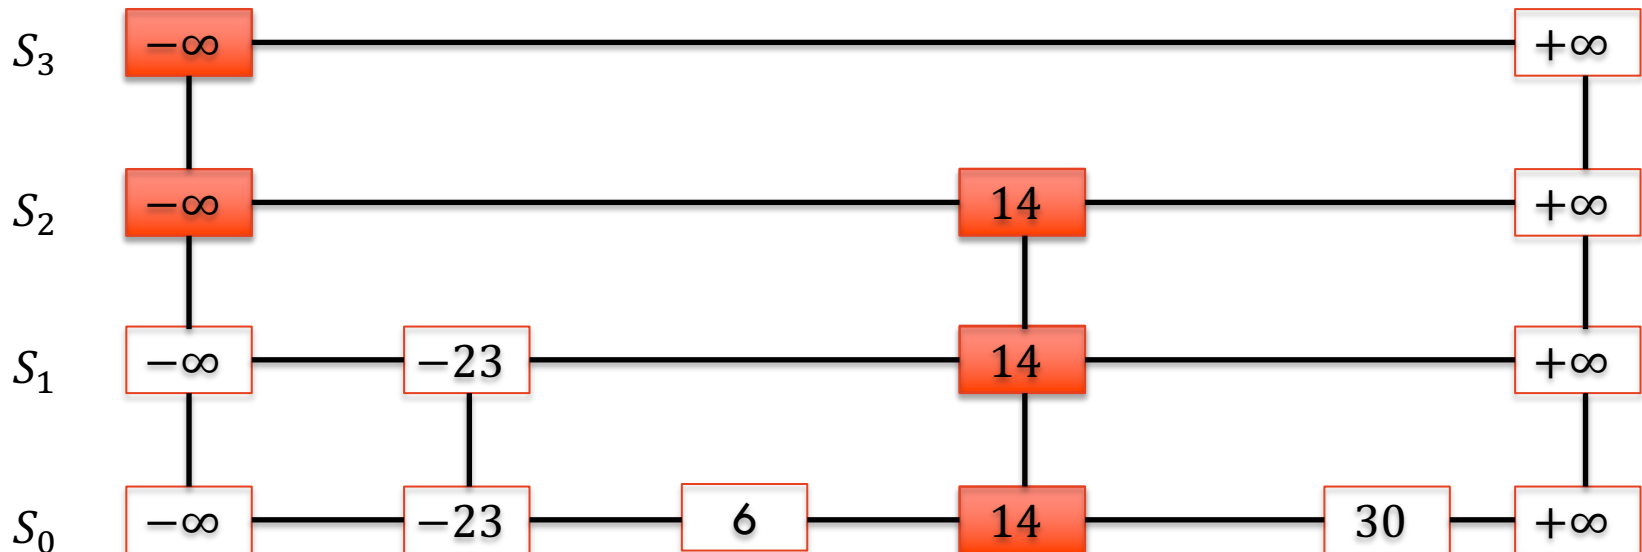 S₃ −∞ +∞
S₂ −∞ 14 +∞
S₁ −∞ −23 14 +∞
S₀ −∞ −23 6 14 30 +∞